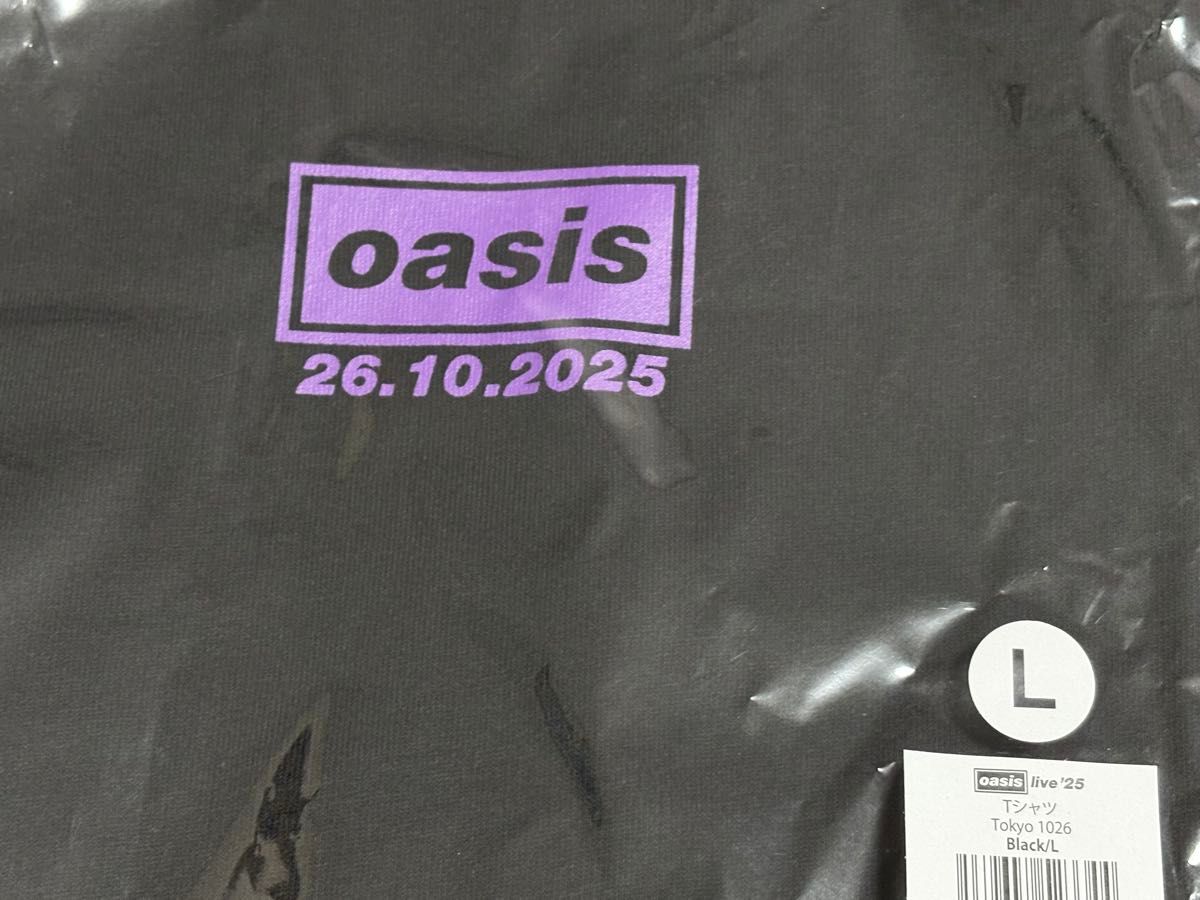 oasis
26.10.2025
L
oasis live '25
Tシャツ
Tokyo 1026
Black/L